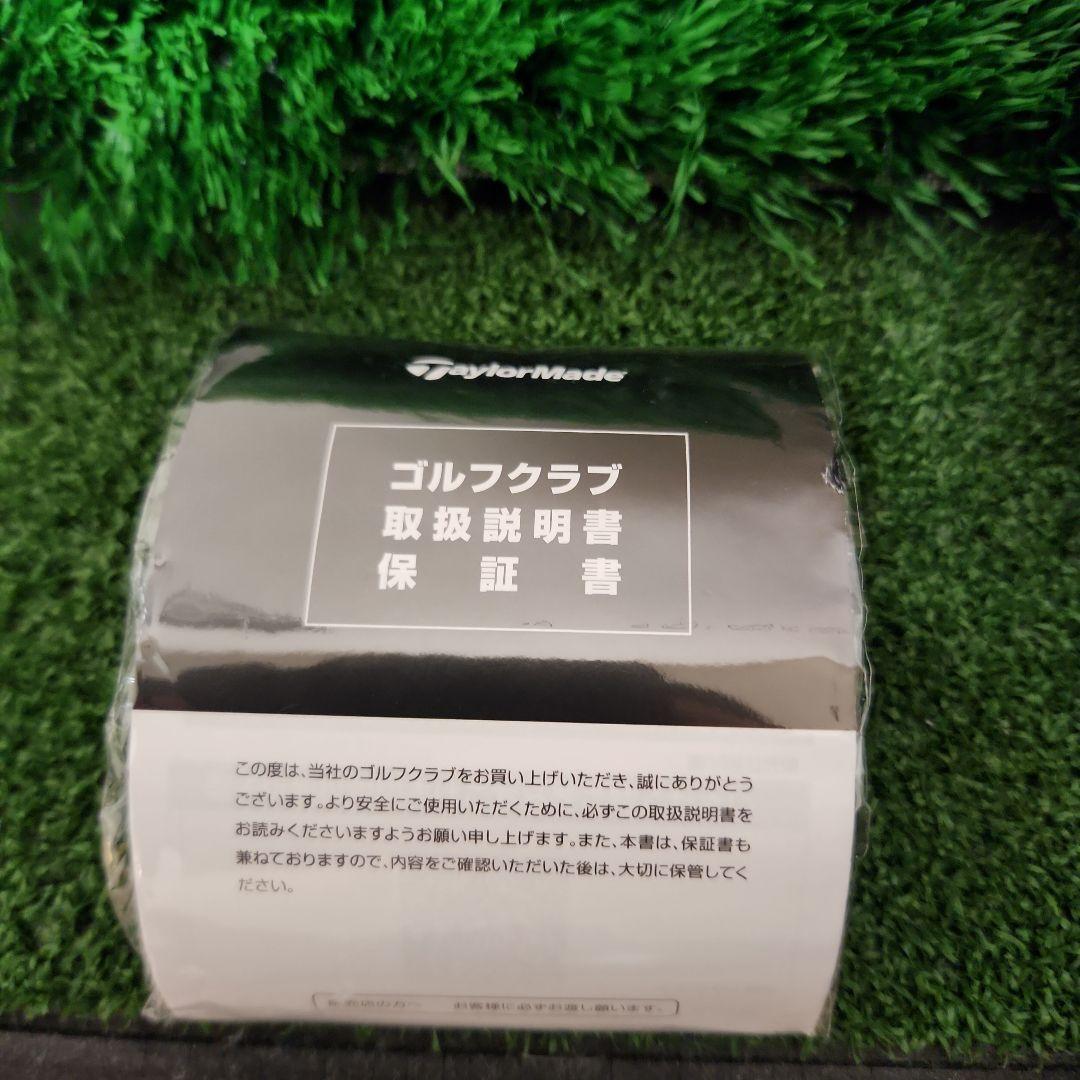 TaylorMade
ゴルフクラブ
取扱説明書
保証書
この度は、当社のゴルフクラブをお買い上げいただき、誠にありがとう
ございます。より安全にご使用いただくために、必ずこの取扱説明書を
お読みくださいますようお願い申し上げます。また、本書は、保証書も
兼ねておりますので、内容をご確認いただいた後は、大切に保管してく
ださい。
販売店の方へ お客様に必ずお渡し願います。